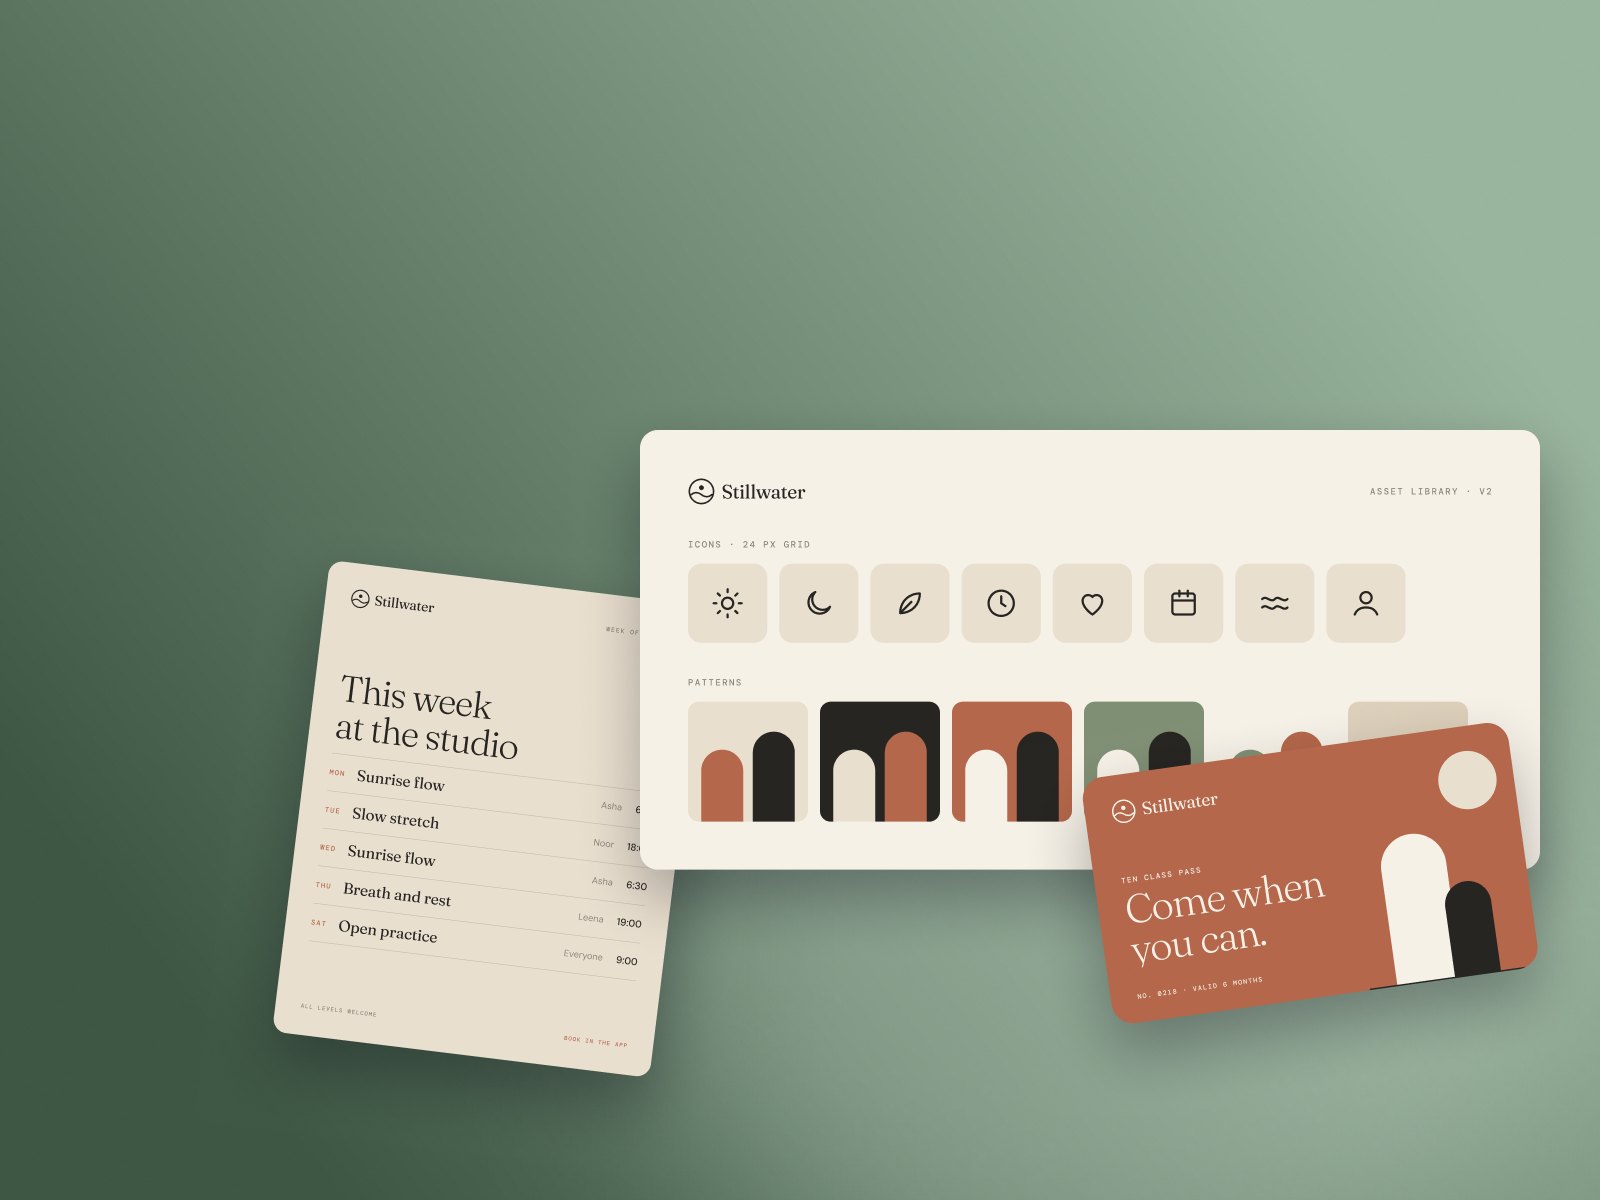 Stillwater
ASSET LIBRARY · V2
ICONS · 24 PX GRID
PATTERNS
Stillwater
WEEK OF
This week
at the studio
MON Sunrise flow Asha 6
TUE Slow stretch Noor 18:
WED Sunrise flow Asha 6:30
THU Breath and rest Leena 19:00
SAT Open practice Everyone 9:00
ALL LEVELS WELCOME
BOOK IN THE APP
Stillwater
TEN CLASS PASS
Come when
you can.
NO. 0218 · VALID 6 MONTHS